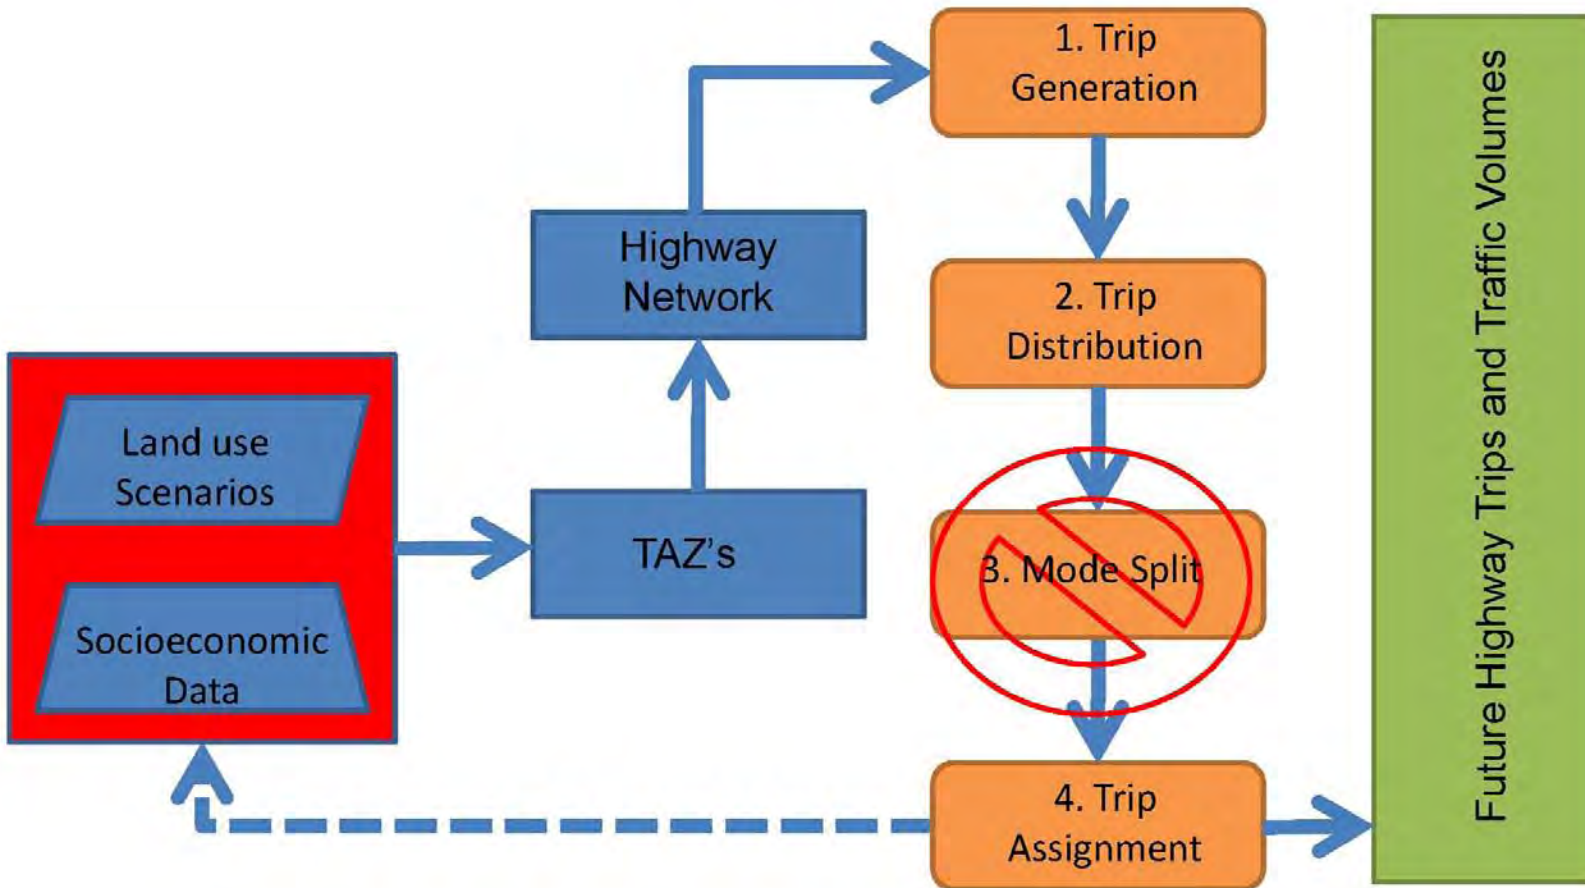 1. Trip
Generation
Highway
Network
2. Trip
Distribution
Land use
Scenarios
TAZ's
3. Mode Split
Socioeconomic
Data
4. Trip
Assignment
Future Highway Trips and Traffic Volumes